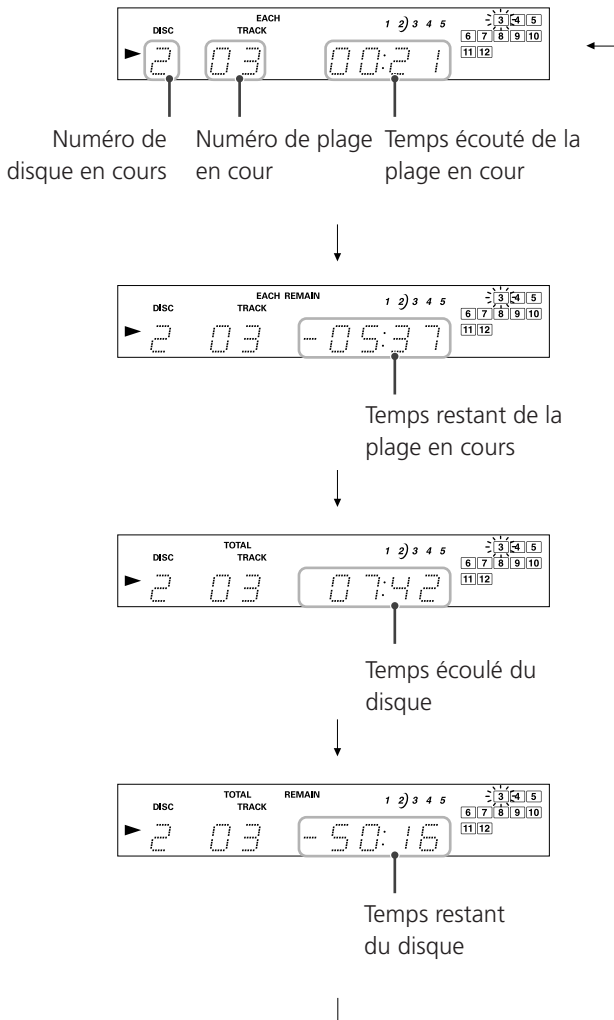 EACH
DISC TRACK 1 2 3 4 5 3 4 5
6 7 8 9 10
2 03 00:21 11 12
Numéro de disque en cours
Numéro de plage en cour
Temps écouté de la plage en cour
EACH REMAIN
DISC TRACK 1 2 3 4 5 3 4 5
6 7 8 9 10
2 03 -05:37 11 12
Temps restant de la
plage en cours
TOTAL
DISC TRACK 1 2 3 4 5 3 4 5
6 7 8 9 10
2 03 07:42 11 12
Temps écoulé du
disque
TOTAL REMAIN
DISC TRACK 1 2 3 4 5 3 4 5
6 7 8 9 10
2 03 -50:16 11 12
Temps restant
du disque